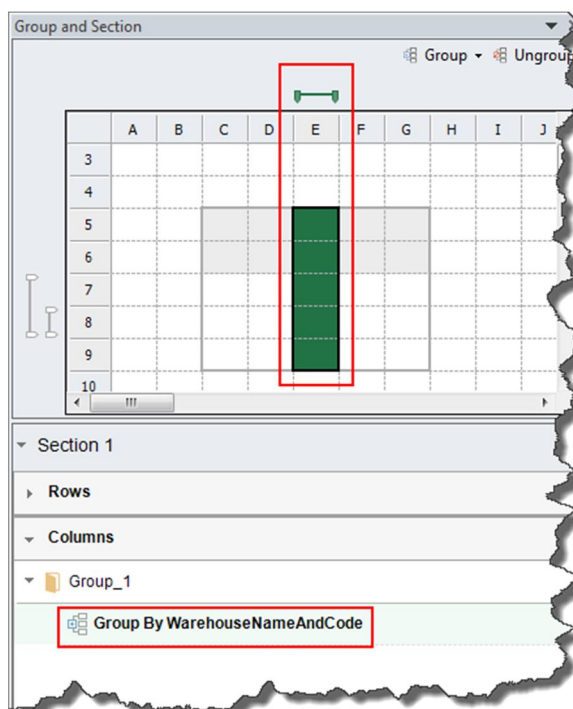 Group and Section
Group Ungroup
A B C D E F G H I J
3
4
5
6
7
8
9
10
Section 1
Rows
Columns
Group_1
Group By WarehouseNameAndCode